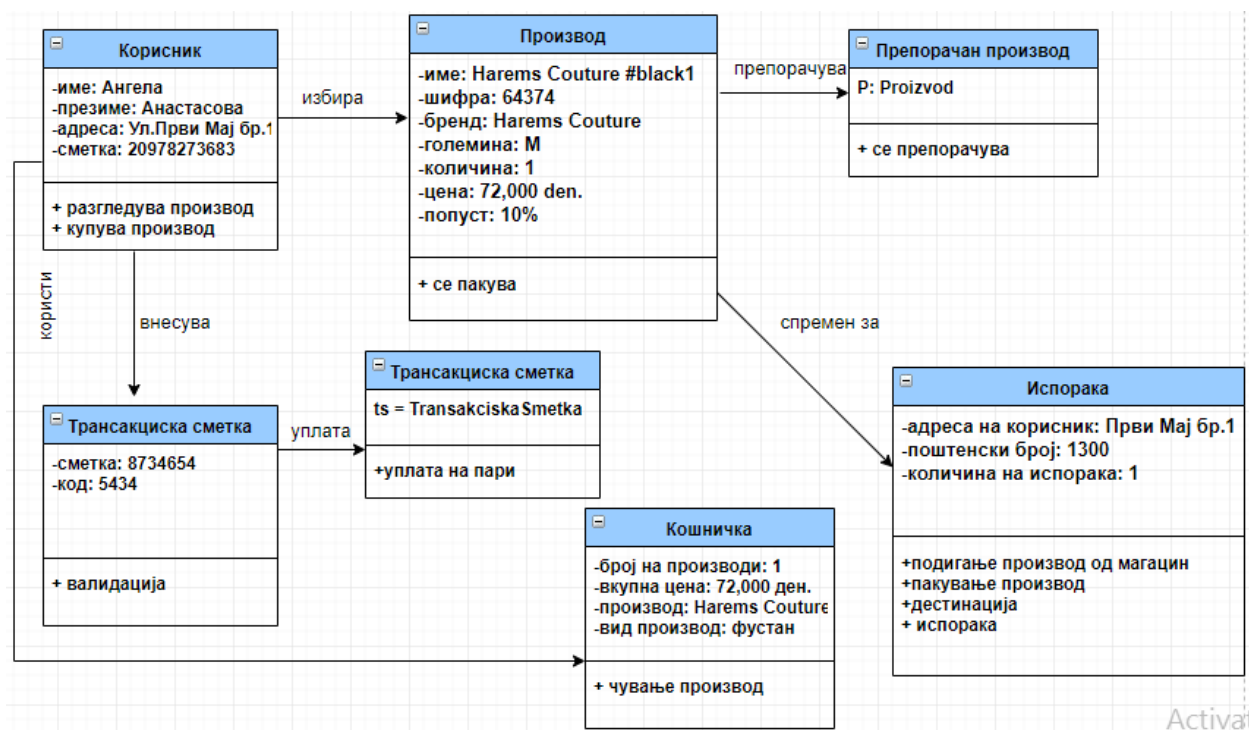 Корисник
-име: Ангела
-презиме: Анастасова
-адреса: Ул.Први Мај бр.1
-сметка: 20978273683
+ разгледува производ
+ купува производ
избира
Производ
-име: Harems Couture #black1
-шифра: 64374
-бренд: Harems Couture
-големина: М
-количина: 1
-цена: 72,000 den.
-попуст: 10%
+ се пакува
препорачува
Препорачан производ
P: Proizvod
+ се препорачува
користи
внесува
спремен за
Трансакциска сметка
-сметка: 8734654
-код: 5434
+ валидација
уплата
Трансакциска сметка
ts = TransakciskaSmetka
+уплата на пари
Кошничка
-број на производи: 1
-вкупна цена: 72,000 ден.
-производ: Harems Couture
-вид производ: фустан
+ чување производ
Испорака
-адреса на корисник: Први Мај бр.1
-поштенски број: 1300
-количина на испорака: 1
+подигање производ од магацин
+пакување производ
+дестинација
+ испорака
Activat